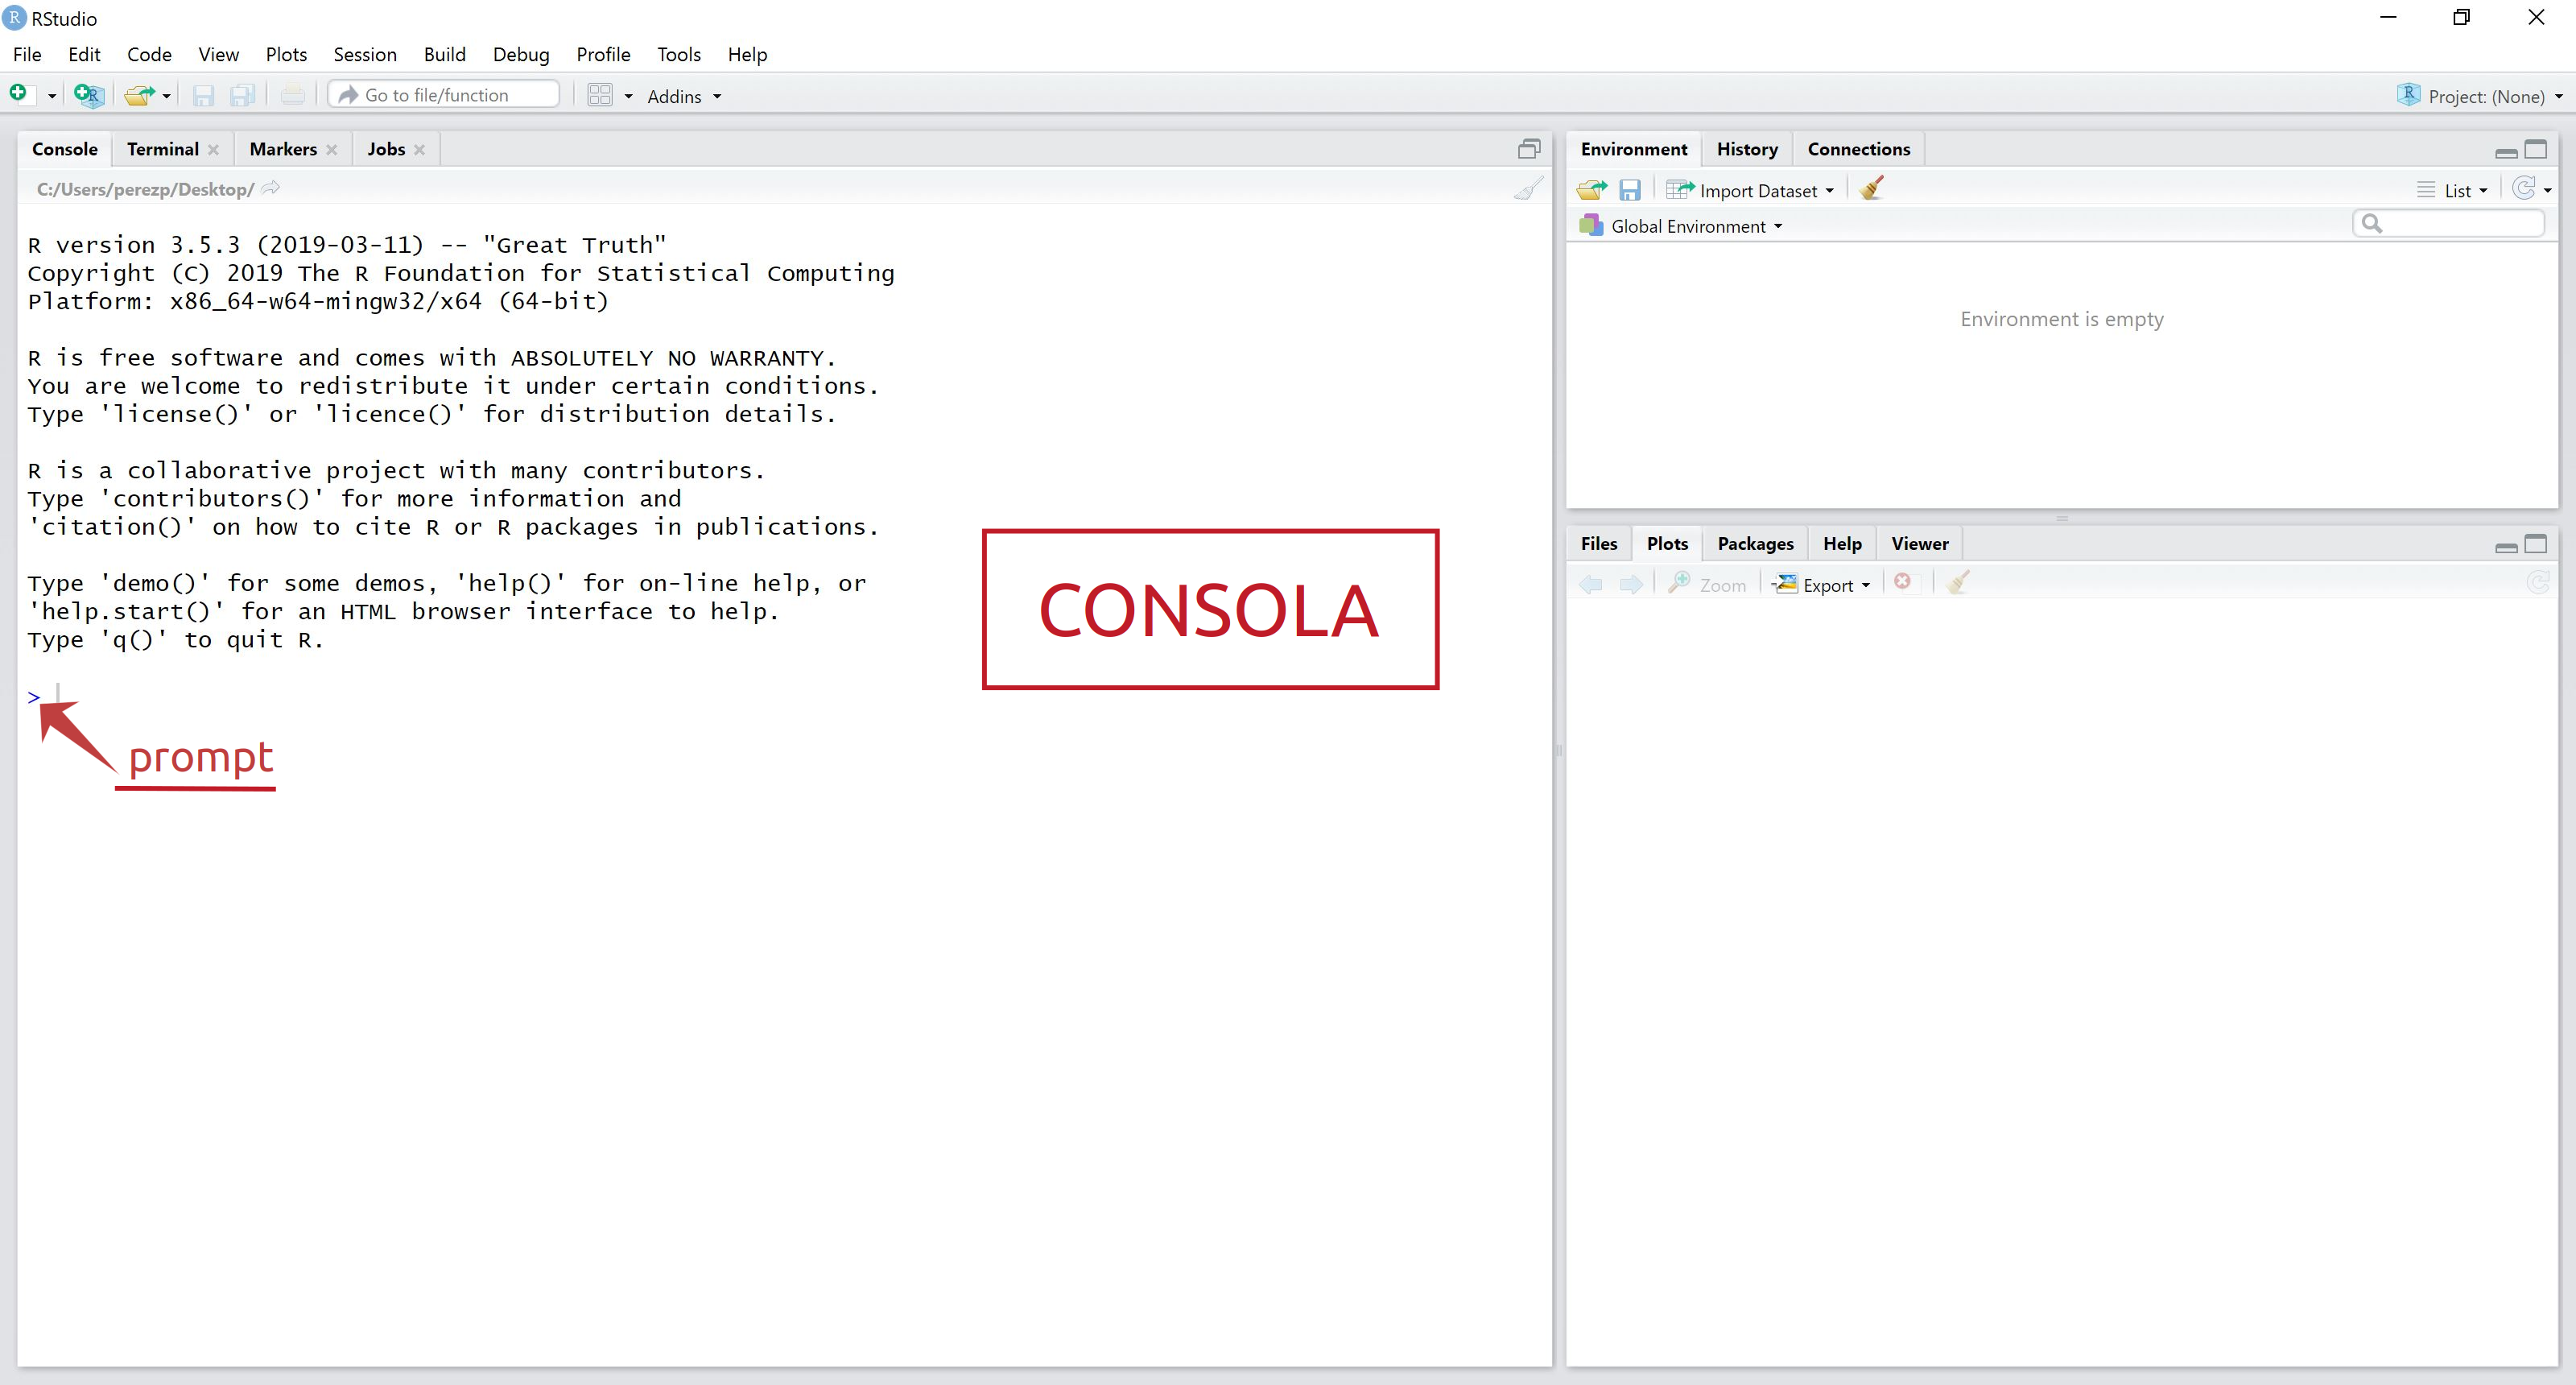 RStudio
File Edit Code View Plots Session Build Debug Profile Tools Help
Go to file/function Addins Project: (None)
Console Terminal Markers Jobs
C:/Users/perezp/Desktop/
R version 3.5.3 (2019-03-11) -- "Great Truth"
Copyright (C) 2019 The R Foundation for Statistical Computing
Platform: x86_64-w64-mingw32/x64 (64-bit)
R is free software and comes with ABSOLUTELY NO WARRANTY.
You are welcome to redistribute it under certain conditions.
Type 'license()' or 'licence()' for distribution details.
R is a collaborative project with many contributors.
Type 'contributors()' for more information and
'citation()' on how to cite R or R packages in publications.
Type 'demo()' for some demos, 'help()' for on-line help, or
'help.start()' for an HTML browser interface to help.
Type 'q()' to quit R.
>
prompt
CONSOLA
Environment History Connections
Import Dataset List
Global Environment
Environment is empty
Files Plots Packages Help Viewer
Zoom Export